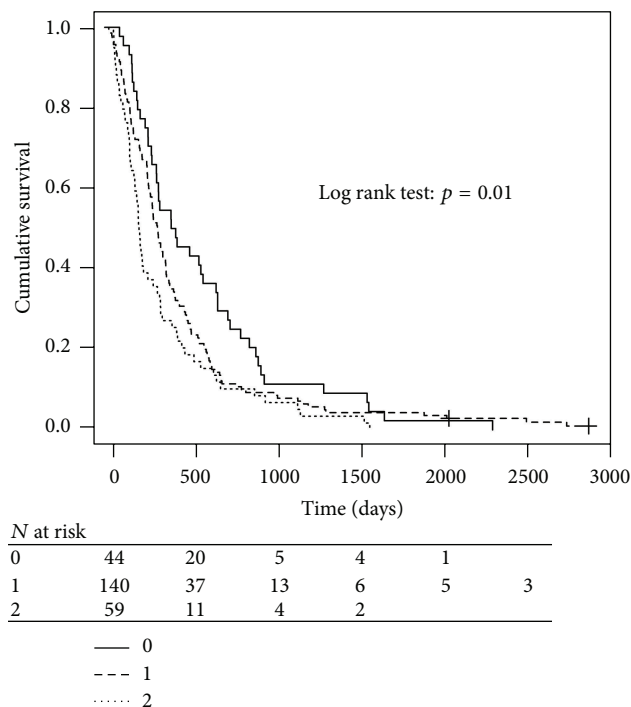 1.0
0.8
0.6
0.4
0.2
0.0
Cumulative survival
Log rank test: p = 0.01
0 500 1000 1500 2000 2500 3000
Time (days)
N at risk
0 44 20 5 4 1
1 140 37 13 6 5 3
2 59 11 4 2
0
1
2